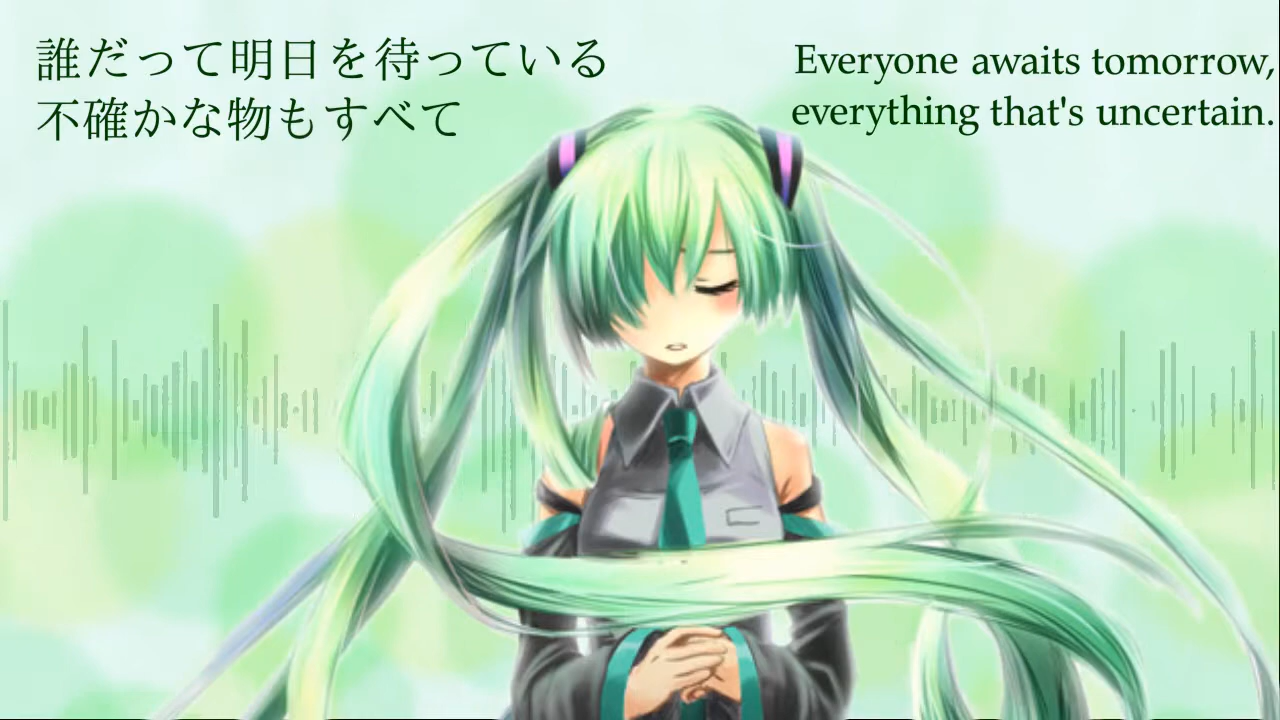 誰だって明日を待っている
不確かな物もすべて
Everyone awaits tomorrow,
everything that's uncertain.